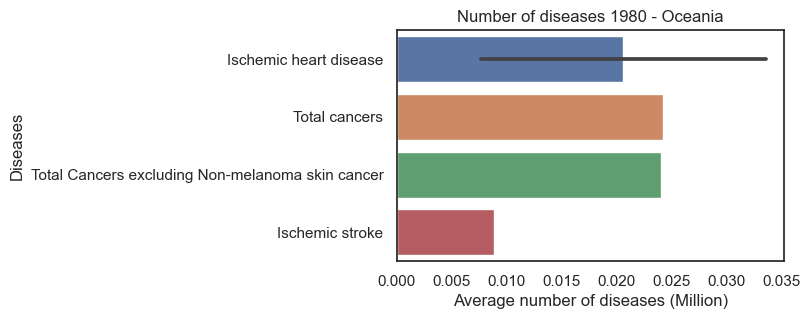 Number of diseases 1980 - Oceania
Diseases
Ischemic heart disease
Total cancers
Total Cancers excluding Non-melanoma skin cancer
Ischemic stroke
0.000 0.005 0.010 0.015 0.020 0.025 0.030 0.035
Average number of diseases (Million)